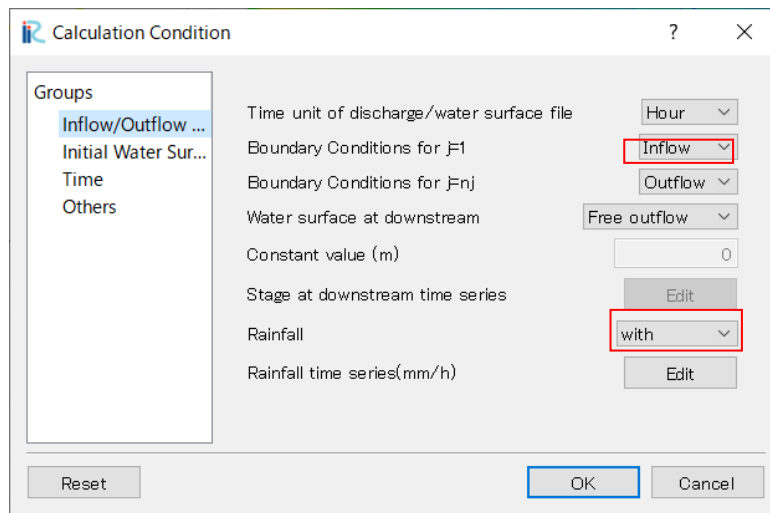 iRC Calculation Condition ? ×
Groups
Inflow/Outflow ...
Initial Water Sur...
Time
Others
Time unit of discharge/water surface file Hour
Boundary Conditions for j=1 Inflow
Boundary Conditions for j=nj Outflow
Water surface at downstream Free outflow
Constant value (m) 0
Stage at downstream time series Edit
Rainfall with
Rainfall time series(mm/h) Edit
Reset OK Cancel